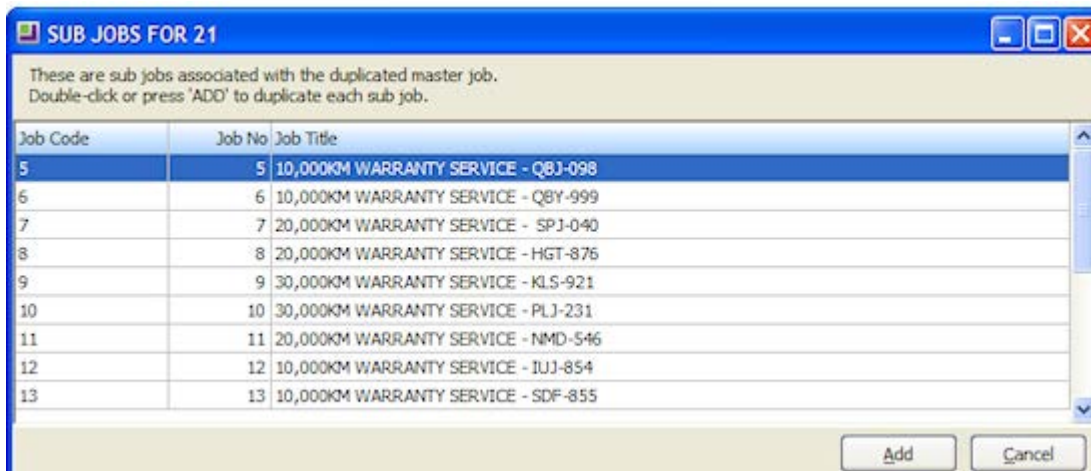 SUB JOBS FOR 21
These are sub jobs associated with the duplicated master job.
Double-click or press 'ADD' to duplicate each sub job.
Job Code Job No Job Title
5 5 10,000KM WARRANTY SERVICE - QBJ-098
6 6 10,000KM WARRANTY SERVICE - QBY-999
7 7 20,000KM WARRANTY SERVICE -  SPJ-040
8 8 20,000KM WARRANTY SERVICE - HGT-876
9 9 30,000KM WARRANTY SERVICE - KLS-921
10 10 30,000KM WARRANTY SERVICE - PLJ-231
11 11 20,000KM WARRANTY SERVICE - NMD-546
12 12 10,000KM WARRANTY SERVICE - IUJ-854
13 13 10,000KM WARRANTY SERVICE - SDF-855
Add Cancel